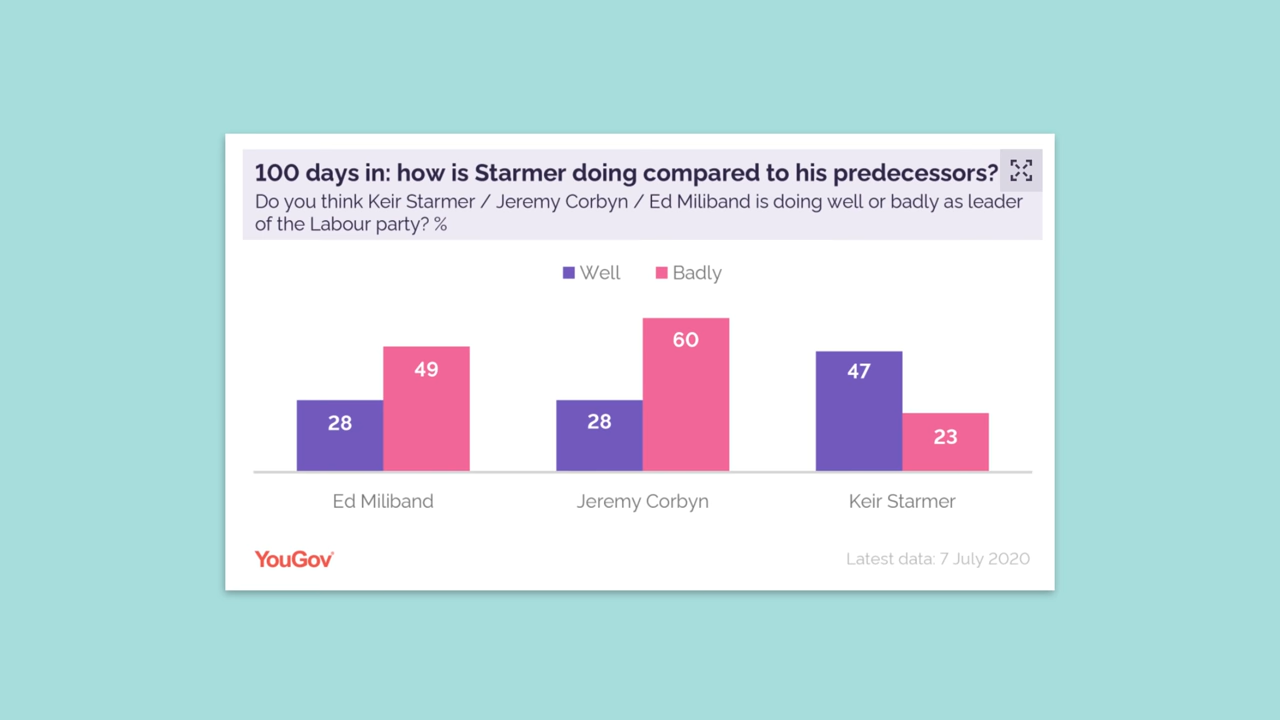 100 days in: how is Starmer doing compared to his predecessors?
Do you think Keir Starmer / Jeremy Corbyn / Ed Miliband is doing well or badly as leader
of the Labour party? %
Well Badly
28 49 28 60 47 23
Ed Miliband Jeremy Corbyn Keir Starmer
YouGov Latest data: 7 July 2020